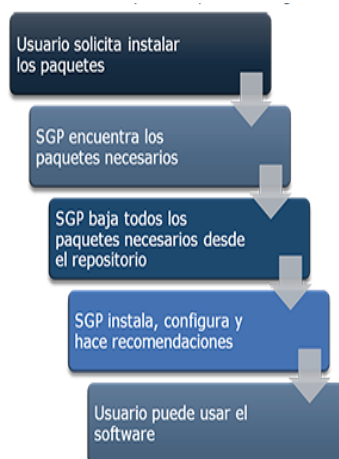 Usuario solicita instalar
los paquetes
SGP encuentra los
paquetes necesarios
SGP baja todos los
paquetes necesarios desde
el repositorio
SGP instala, configura y
hace recomendaciones
Usuario puede usar el
software